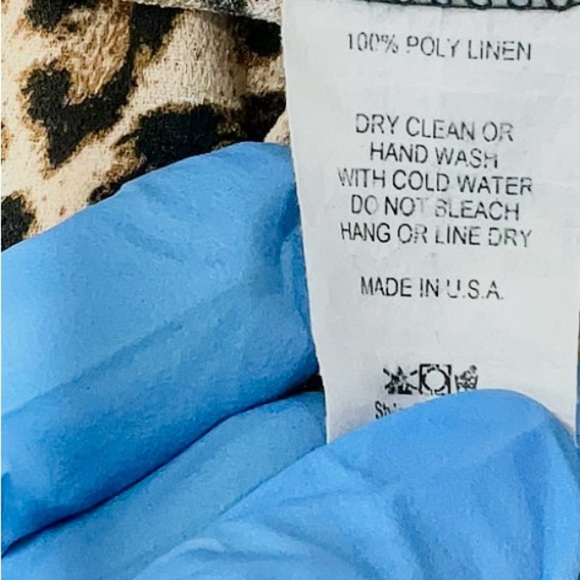 100% POLY LINEN
DRY CLEAN OR
HAND WASH
WITH COLD WATER
DO NOT BLEACH
HANG OR LINE DRY
MADE IN U.S.A.